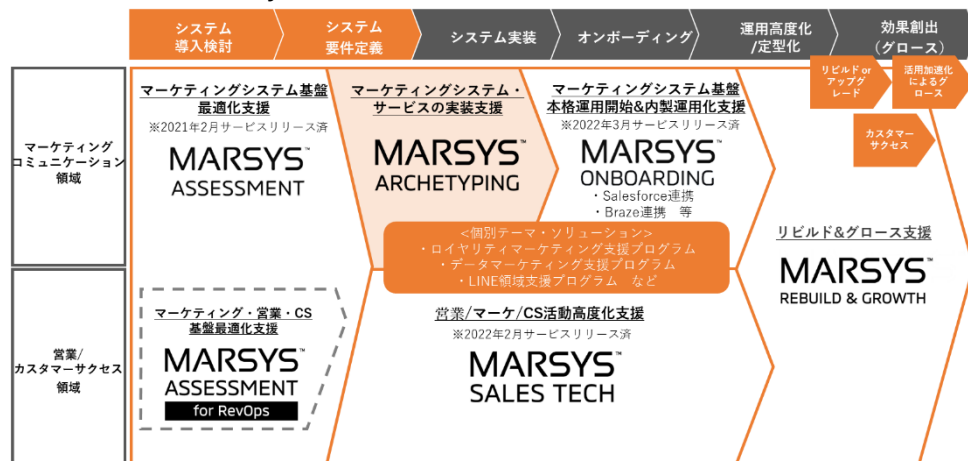 システム
導入検討
システム
要件定義
システム実装
オンボーディング
運用高度化
/定型化
効果創出
(グロース)
リビルド or
アップグ
レード
活用加速化
によるグ
ロース
カスタマー
サクセス
マーケティング
コミュニケーション
領域
マーケティングシステム基盤
最適化支援
※2021年2月サービスリリース済
MARSYS™
ASSESSMENT
マーケティングシステム・
サービスの実装支援
MARSYS™
ARCHETYPING
マーケティングシステム基盤
本格運用開始&内製運用化支援
※2022年3月サービスリリース済
MARSYS™
ONBOARDING
・Salesforce連携
・Braze連携　等
<個別テーマ・ソリューション>
・ロイヤリティマーケティング支援プログラム
・データマーケティング支援プログラム
・LINE領域支援プログラム　など
リビルド&グロース支援
MARSYS™
REBUILD & GROWTH
営業/
カスタマーサクセス
領域
マーケティング・営業・CS
基盤最適化支援
MARSYS™
ASSESSMENT
for RevOps
営業/マーケ/CS活動高度化支援
※2022年2月サービスリリース済
MARSYS™
SALES TECH